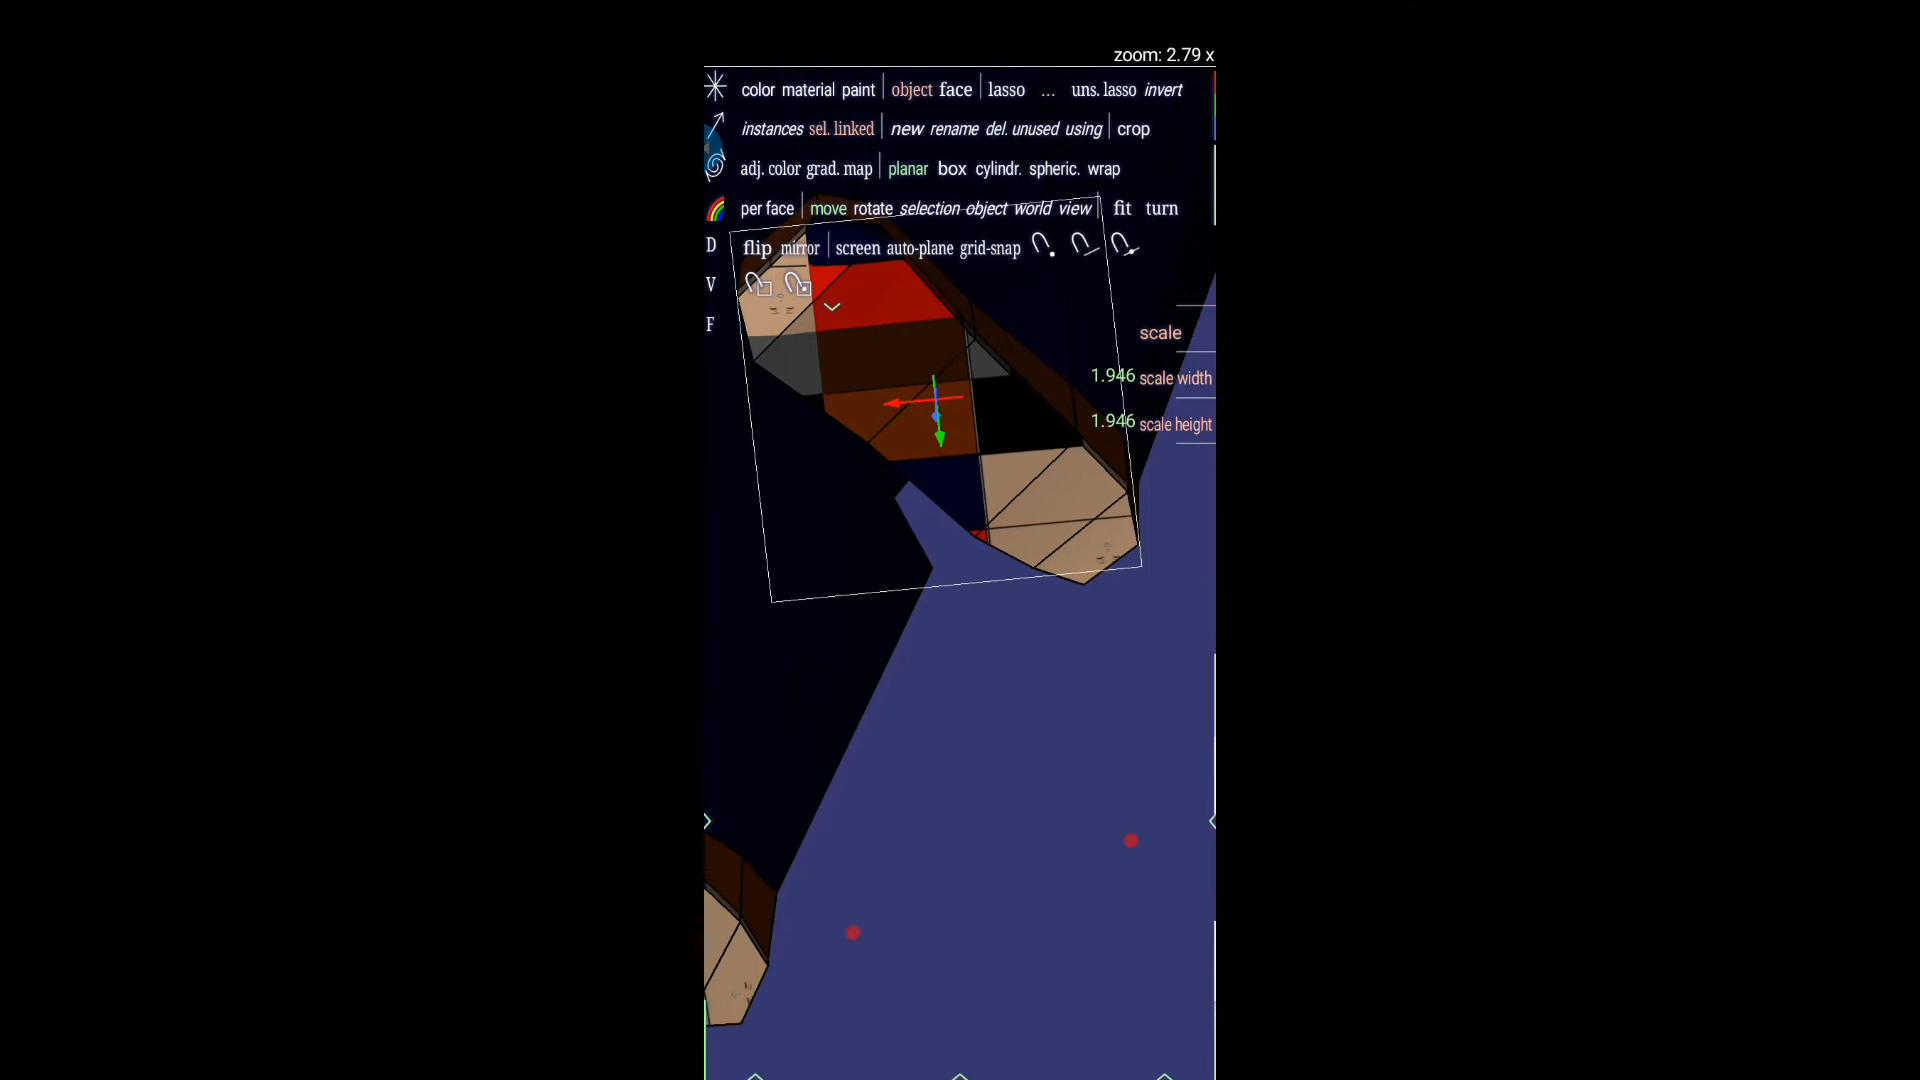 zoom: 2.79 x
color material paint object face lasso ... uns. lasso invert
instances sel. linked new rename del. unused using crop
adj. color grad. map planar box cylindr. spheric. wrap
per face move rotate selection object world view fit turn
D flip mirror screen auto-plane grid-snap
V
F
scale
1.946 scale width
1.946 scale height